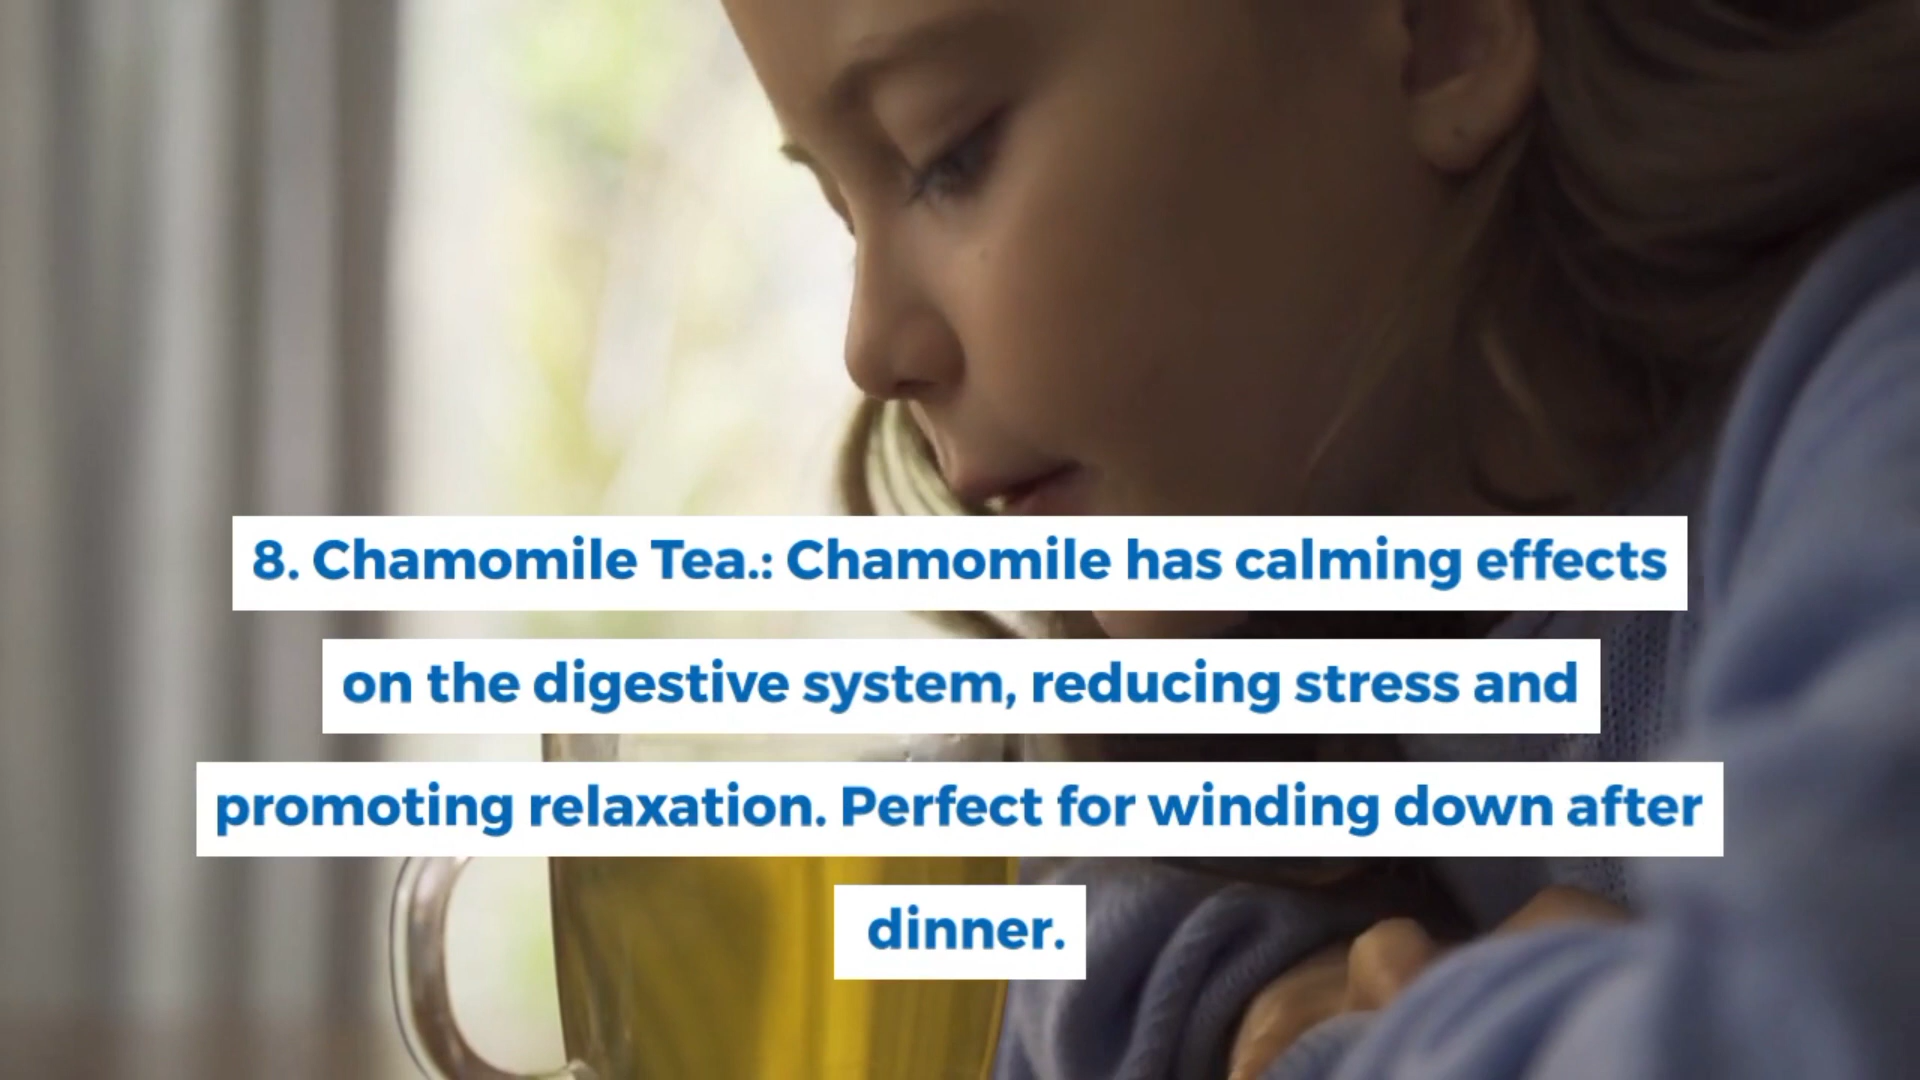 8. Chamomile Tea.: Chamomile has calming effects
on the digestive system, reducing stress and
promoting relaxation. Perfect for winding down after
dinner.